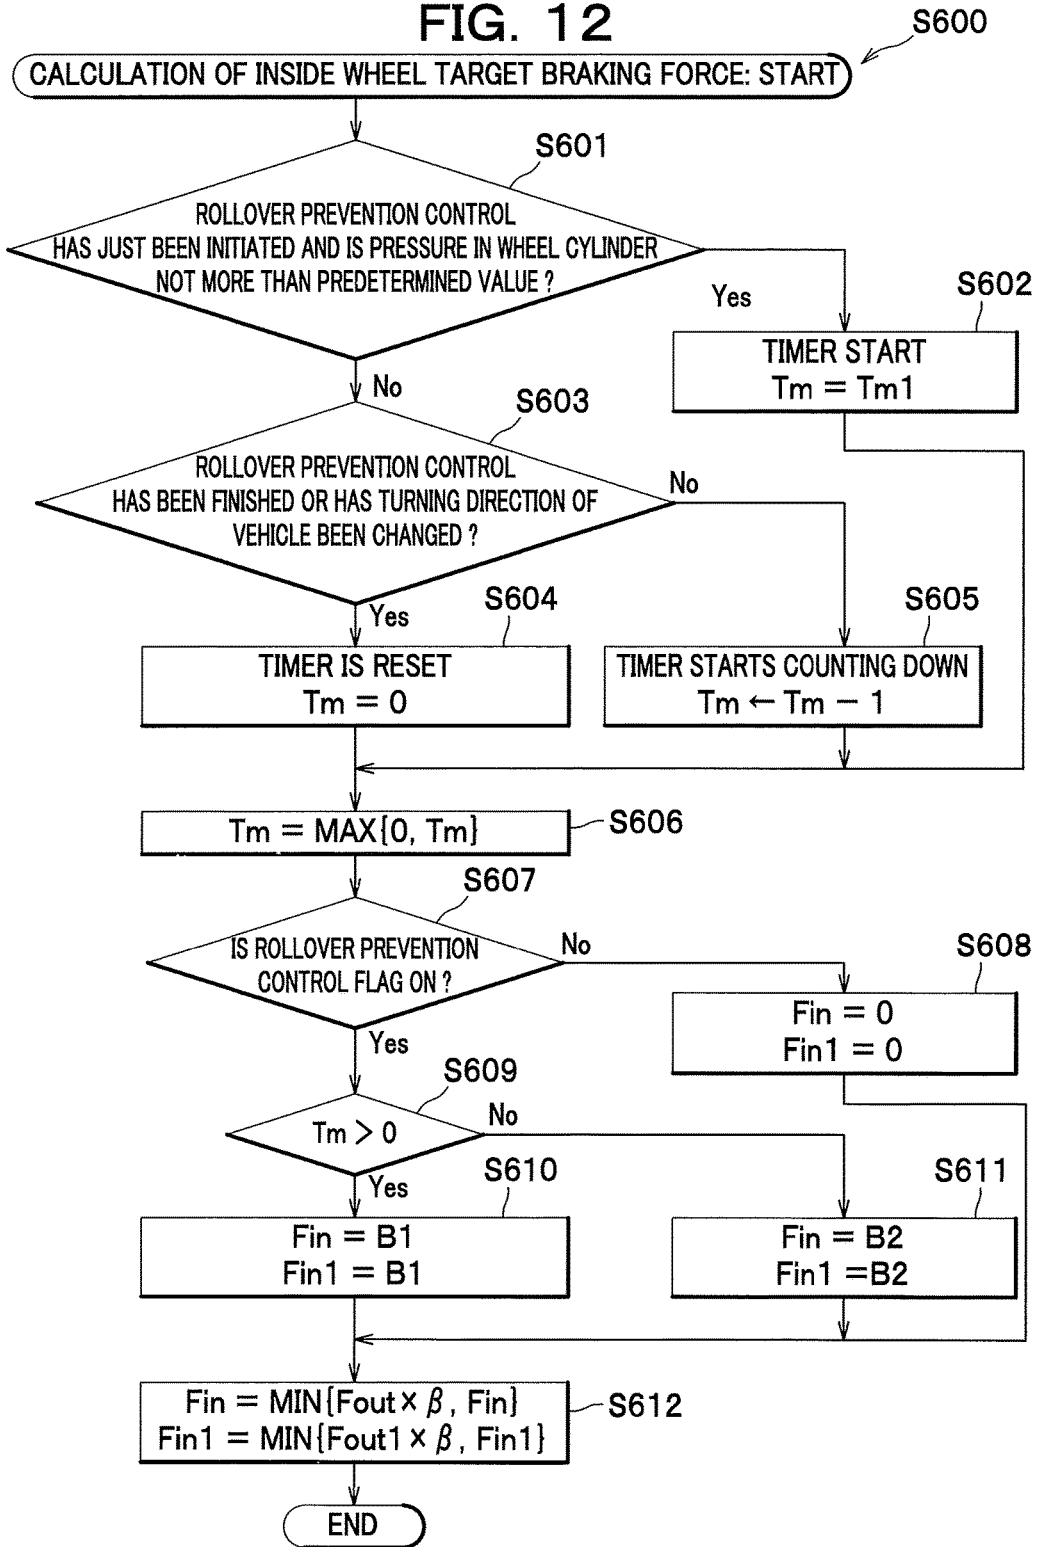 FIG. 12
S600
CALCULATION OF INSIDE WHEEL TARGET BRAKING FORCE: START
S601
ROLLOVER PREVENTION CONTROL
HAS JUST BEEN INITIATED AND IS PRESSURE IN WHEEL CYLINDER
NOT MORE THAN PREDETERMINED VALUE ?
Yes
S602
TIMER START
Tm = Tm1
No
S603
ROLLOVER PREVENTION CONTROL
HAS BEEN FINISHED OR HAS TURNING DIRECTION OF
VEHICLE BEEN CHANGED ?
No
Yes
S604
TIMER IS RESET
Tm = 0
S605
TIMER STARTS COUNTING DOWN
Tm ← Tm − 1
Tm = MAX{0, Tm}
S606
S607
IS ROLLOVER PREVENTION
CONTROL FLAG ON ?
No
S608
Fin = 0
Fin1 = 0
Yes
S609
Tm > 0
No
Yes
S610
Fin = B1
Fin1 = B1
S611
Fin = B2
Fin1 =B2
Fin = MIN{Fout× β, Fin}
Fin1 = MIN{Fout1 × β, Fin1}
S612
END